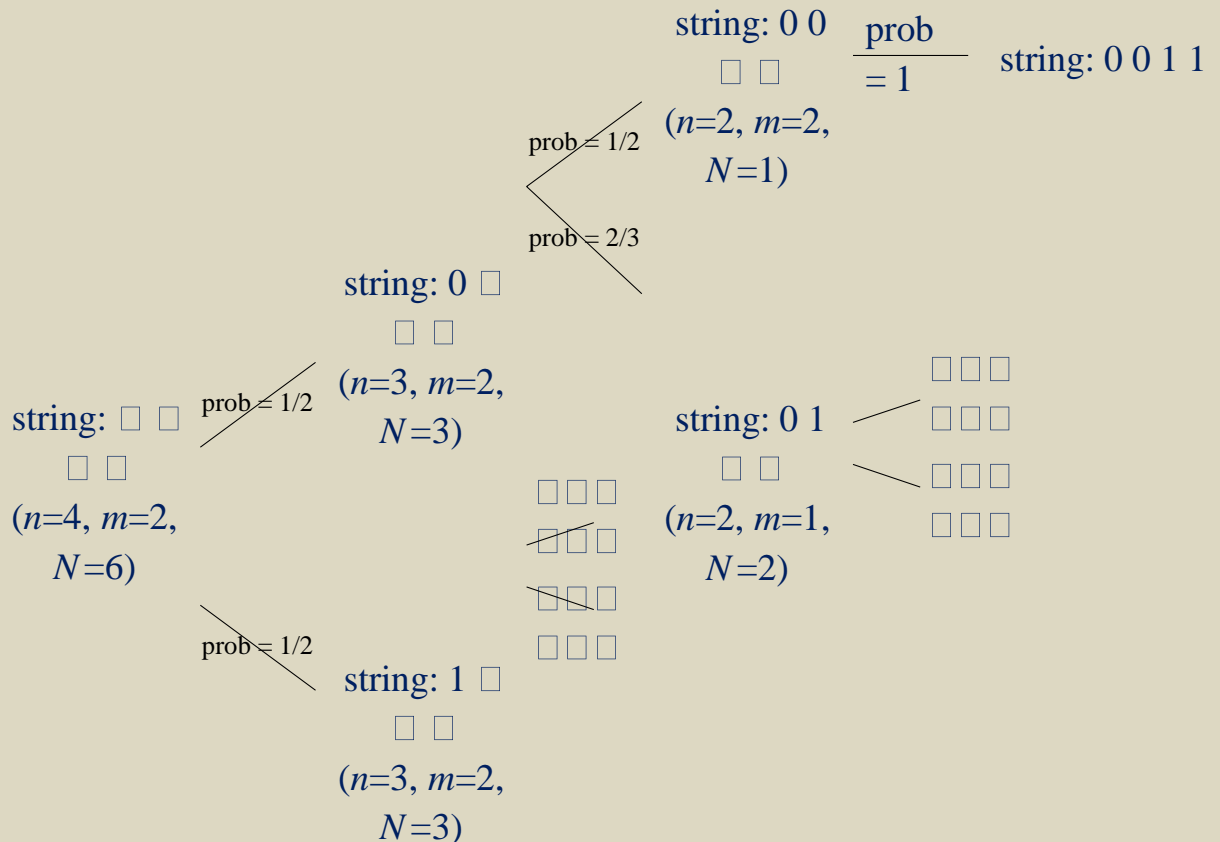 string: 0 0
□ □
(n=2, m=2,
N=1)
prob
= 1
string: 0 0 1 1
prob = 1/2
prob = 2/3
string: 0 □
□ □
(n=3, m=2,
N=3)
prob = 1/2
string: □ □
□ □
(n=4, m=2,
N=6)
string: 0 1
□ □
(n=2, m=1,
N=2)
□ □ □
□ □ □
□ □ □
□ □ □
□ □ □
□ □ □
□ □ □
□ □ □
prob = 1/2
string: 1 □
□ □
(n=3, m=2,
N=3)